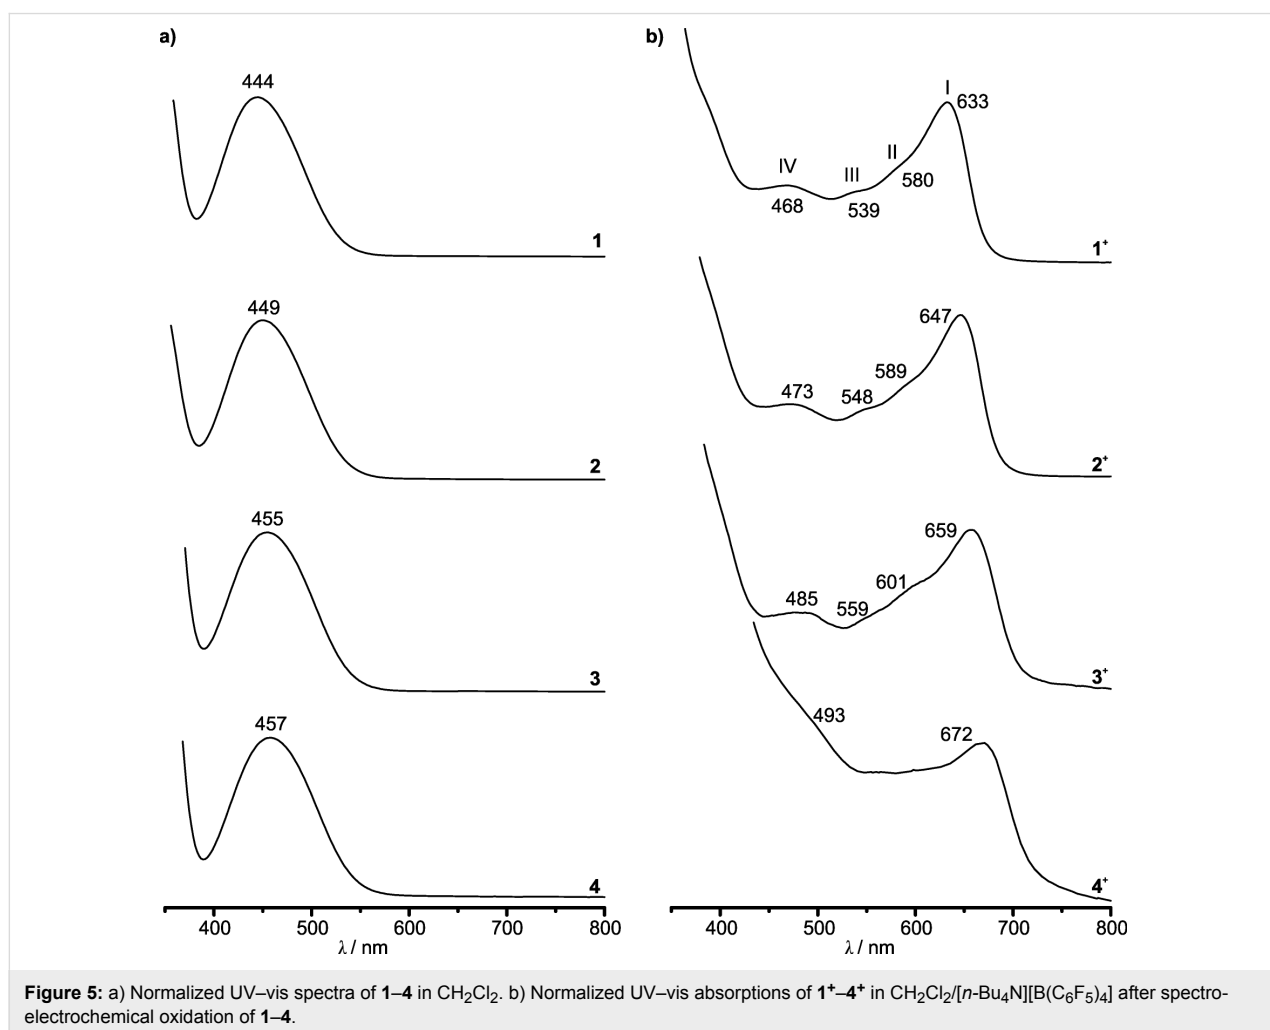 a)
444
1
449
2
455
3
457
4
400 500 600 700 800
λ / nm
b)
I
633
II
580
III
539
IV
468
1⁺
647
589
548
473
2⁺
659
601
559
485
3⁺
493
672
4⁺
400 500 600 700 800
λ / nm
Figure 5: a) Normalized UV–vis spectra of 1–4 in CH₂Cl₂. b) Normalized UV–vis absorptions of 1⁺–4⁺ in CH₂Cl₂/[n-Bu₄N][B(C₆F₅)₄] after spectro-
electrochemical oxidation of 1–4.